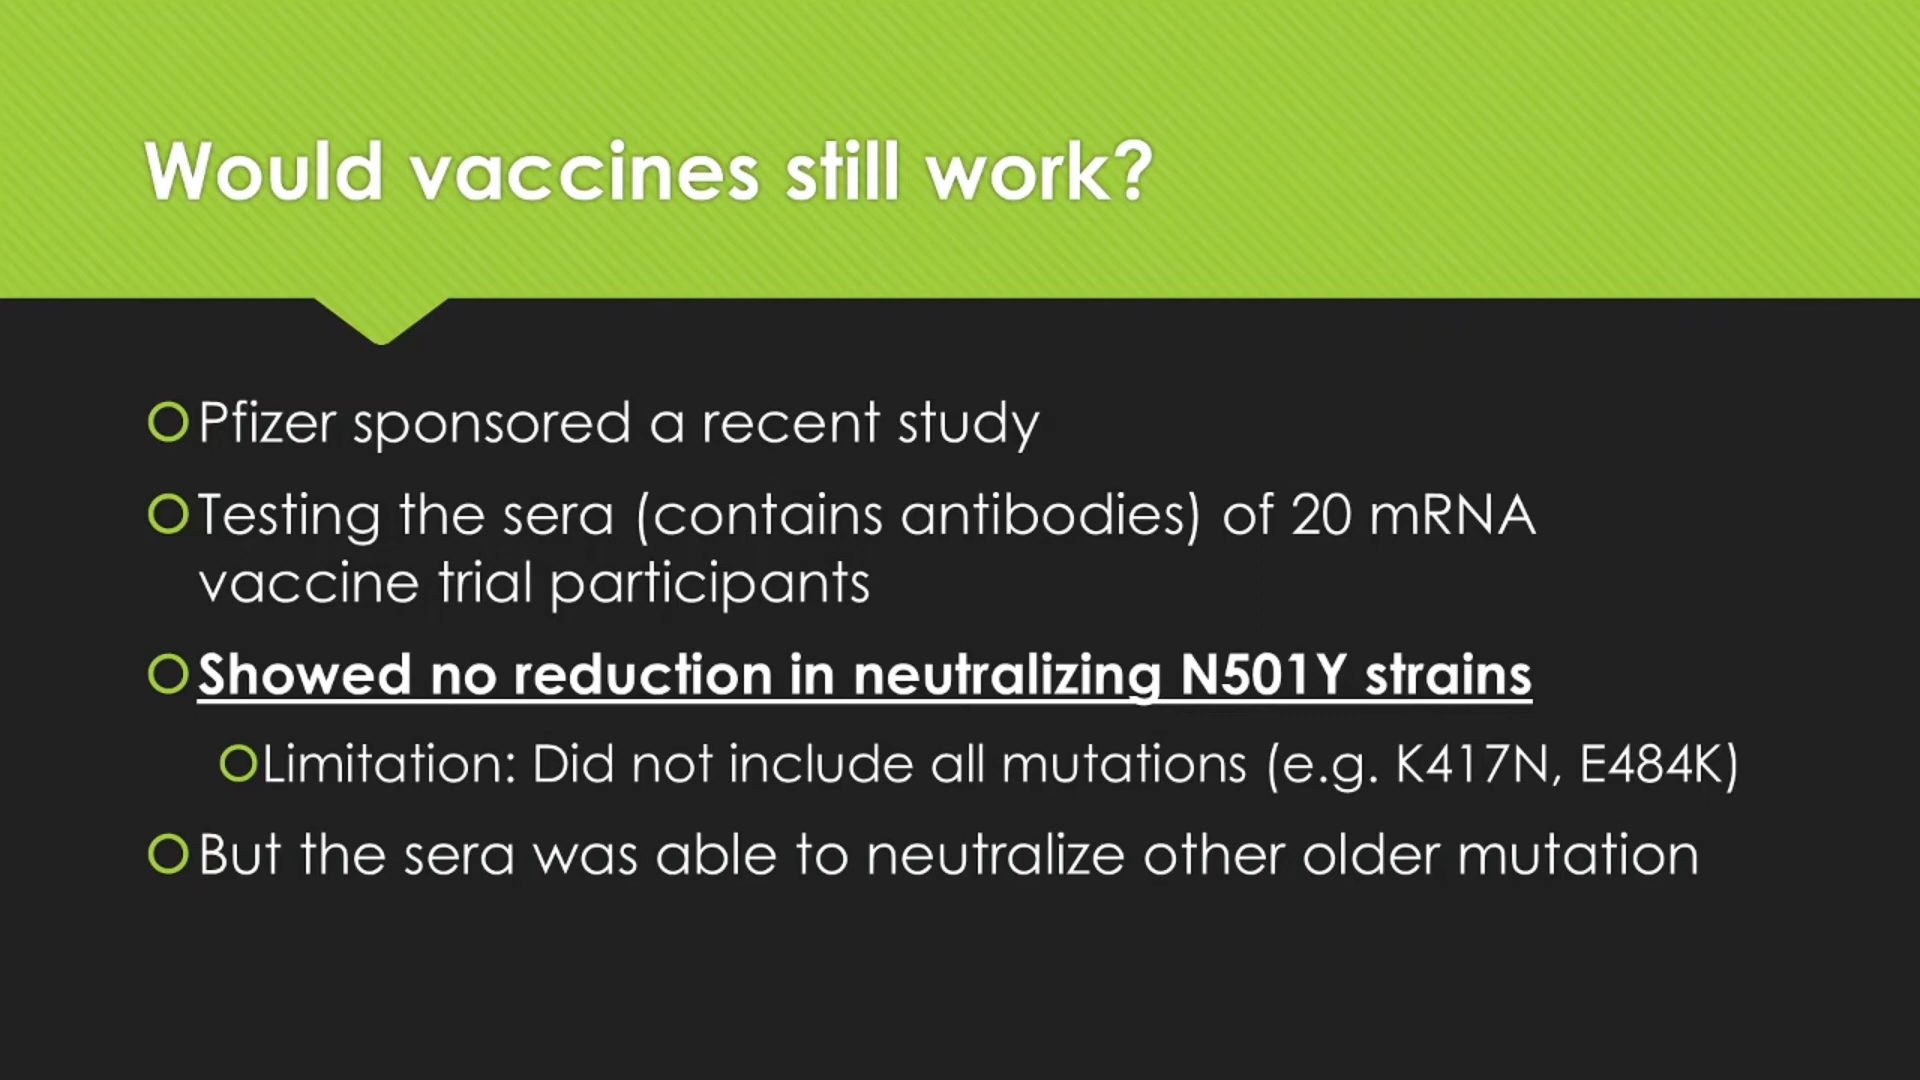 Would vaccines still work?
Pfizer sponsored a recent study
Testing the sera (contains antibodies) of 20 mRNA
vaccine trial participants
Showed no reduction in neutralizing N501Y strains
Limitation: Did not include all mutations (e.g. K417N, E484K)
But the sera was able to neutralize other older mutation